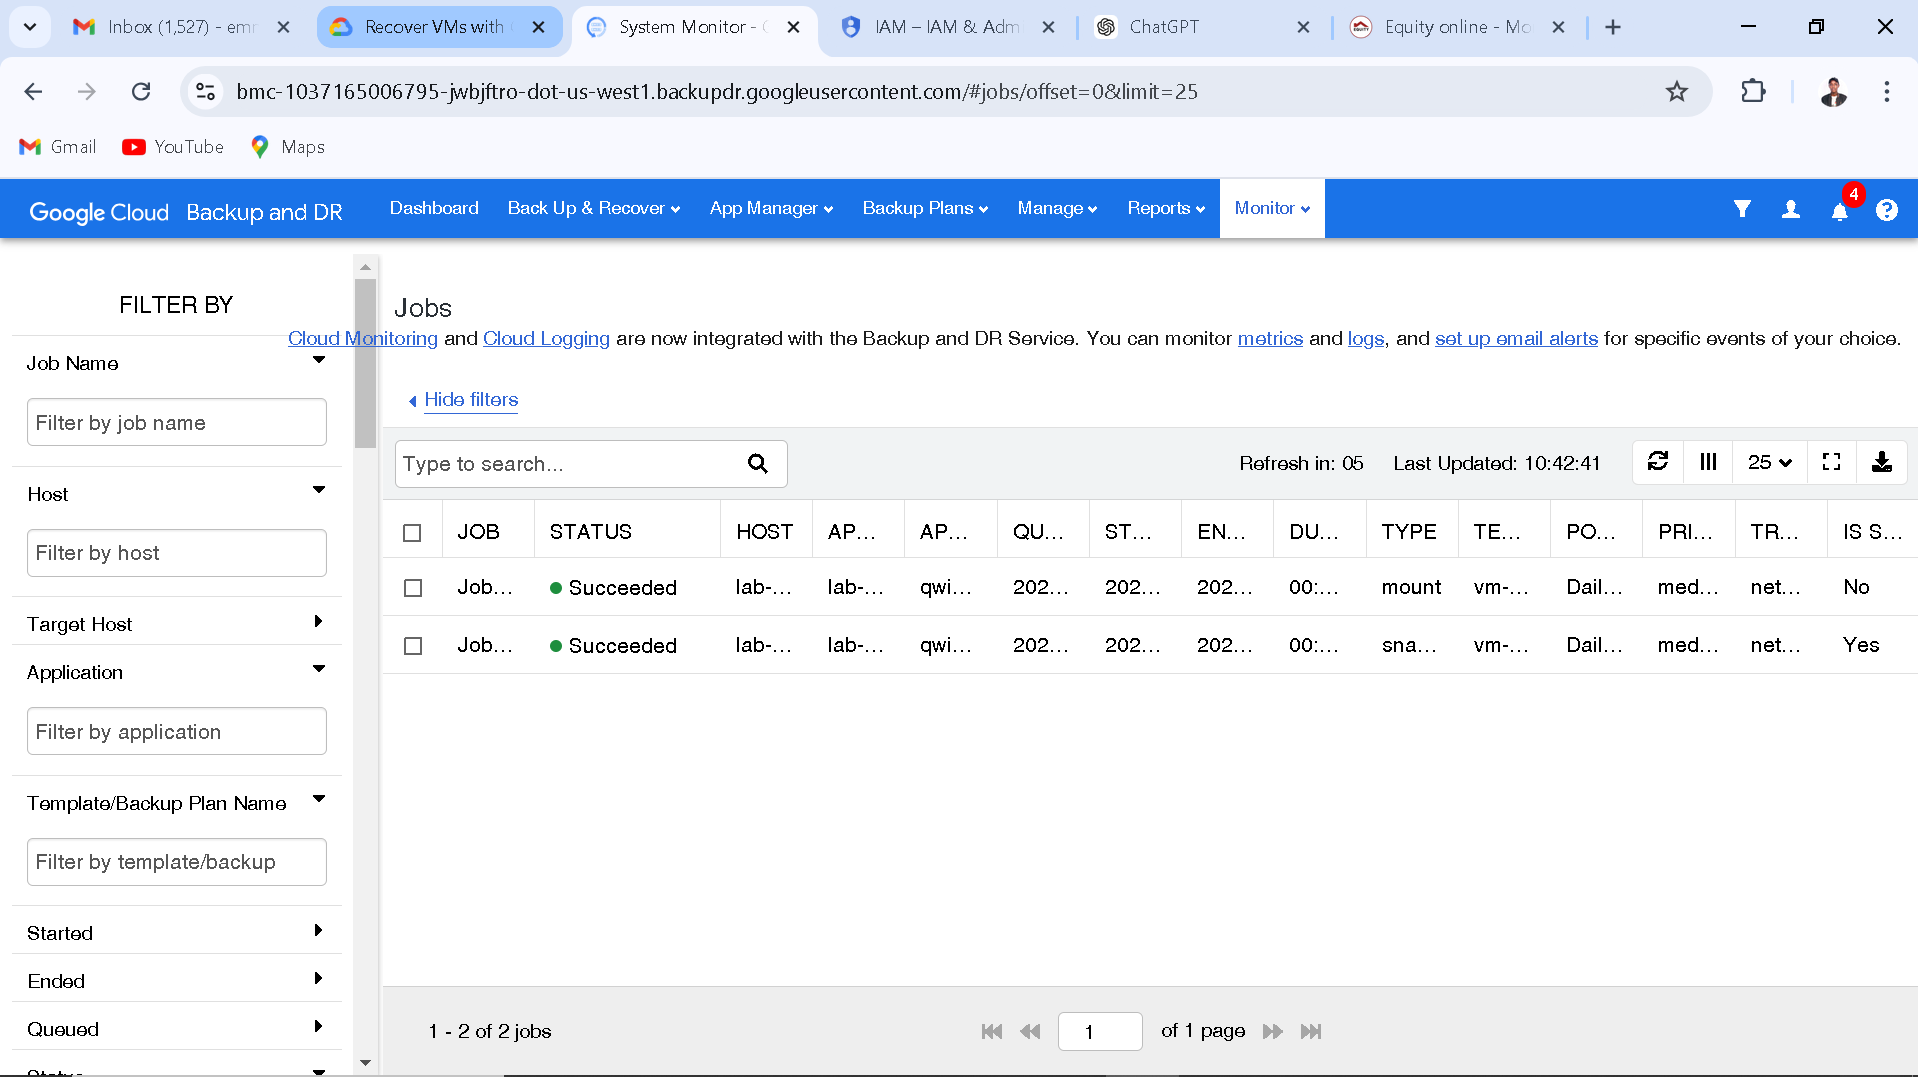 Inbox (1,527) - em
Recover VMs with
System Monitor -
IAM – IAM & Adm
ChatGPT
Equity online - Mo
bmc-1037165006795-jwbjftro-dot-us-west1.backupdr.googleusercontent.com/#jobs/offset=0&limit=25
Gmail YouTube Maps
Google Cloud Backup and DR Dashboard Back Up & Recover App Manager Backup Plans Manage Reports Monitor 4
FILTER BY
Job Name
Filter by job name
Host
Filter by host
Target Host
Application
Filter by application
Template/Backup Plan Name
Filter by template/backup
Started
Ended
Queued
Status
Jobs
Cloud Monitoring and Cloud Logging are now integrated with the Backup and DR Service. You can monitor metrics and logs, and set up email alerts for specific events of your choice.
Hide filters
Type to search... Refresh in: 05 Last Updated: 10:42:41 25
JOB STATUS HOST AP... AP... QU... ST... EN... DU... TYPE TE... PO... PRI... TR... IS S...
Job... Succeeded lab-... lab-... qwi... 202... 202... 202... 00:... mount vm-... Dail... med... net... No
Job... Succeeded lab-... lab-... qwi... 202... 202... 202... 00:... sna... vm-... Dail... med... net... Yes
1 - 2 of 2 jobs 1 of 1 page